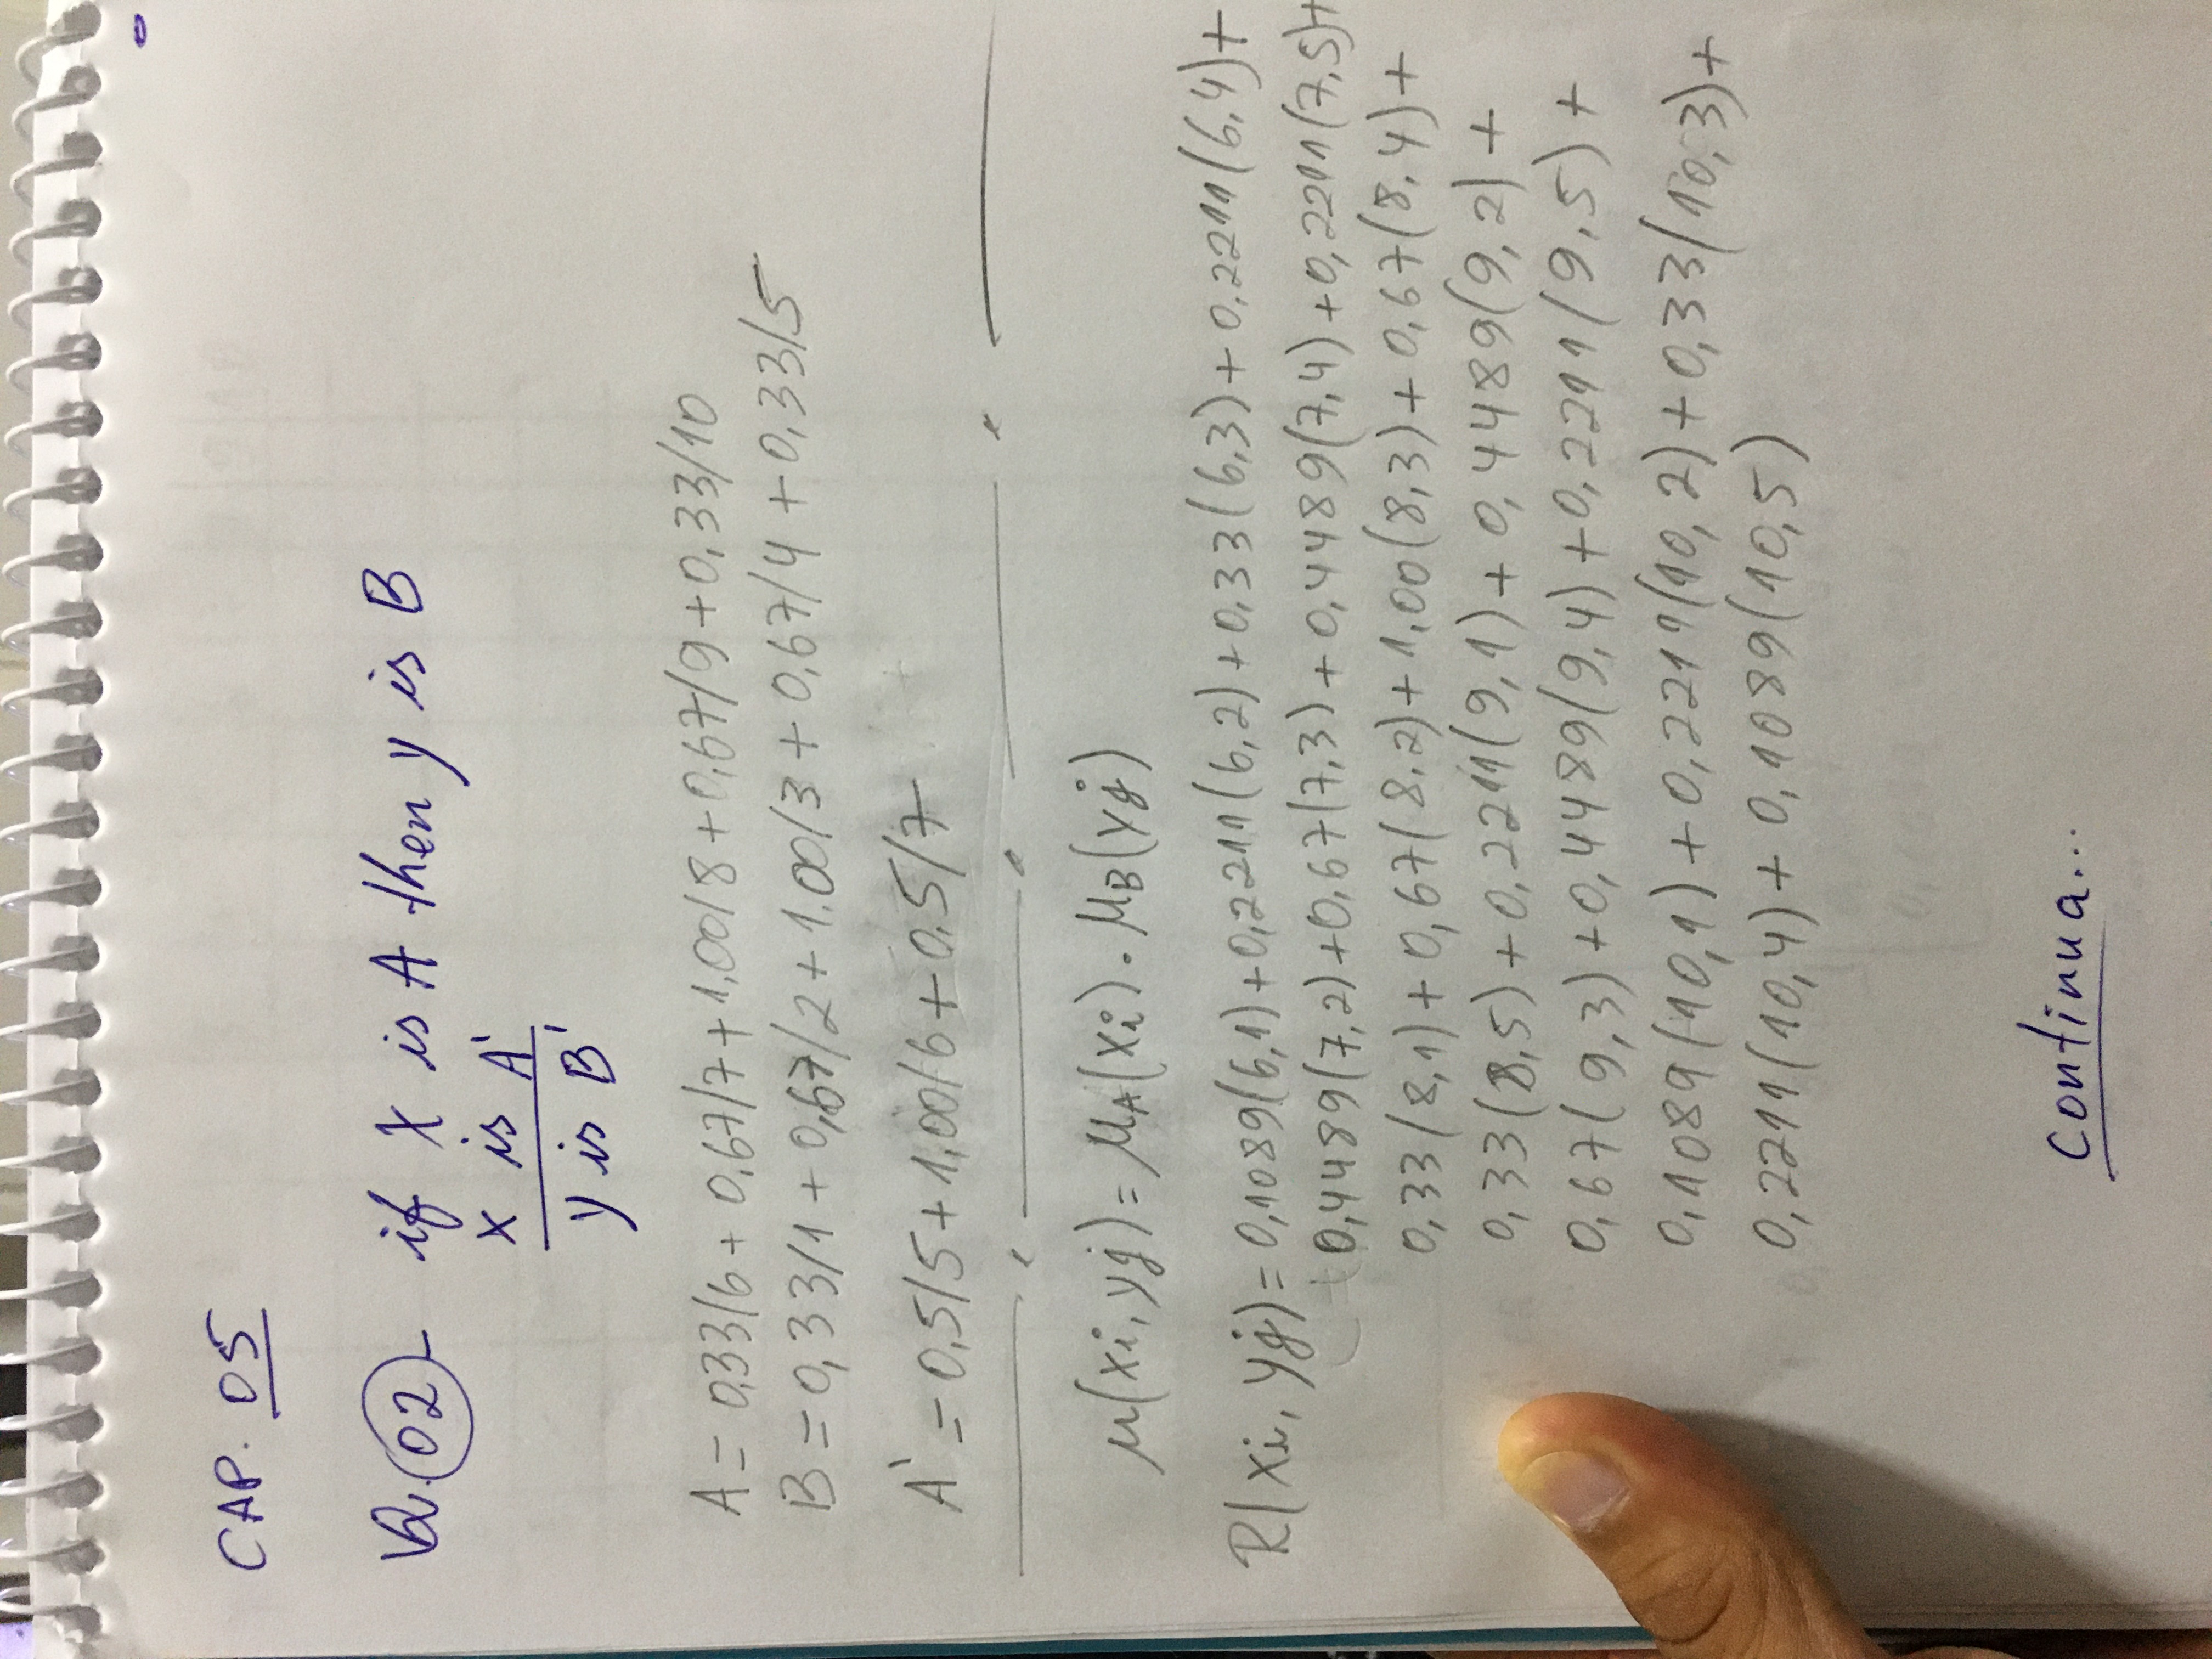 CAP. 05
Q. 02- if X is A then y is B
x is A'
y is B'
A = 0,33/6 + 0,67/7 + 1,00/8 + 0,67/9 + 0,33/10
B = 0,33/1 + 0,67/2 + 1.00/3 + 0,67/4 + 0,33/5
A' = 0,5/5 + 1,00/6 + 0,5/7
μ(xi, yj) = μA(xi) . μB(yj)
R(xi, yj) = 0,1089(6,1) + 0,2211(6,2) + 0,33(6,3) + 0,2211(6,4) +
0,4489(7,2) + 0,67(7,3) + 0,4489(7,4) + 0,2211(7,5) +
0,33(8,1) + 0,67(8,2) + 1,00(8,3) + 0,67(8,4) +
0,33(8,5) + 0,2211(9,1) + 0,4489(9,2) +
0,67(9,3) + 0,4489(9,4) + 0,2211(9,5) +
0,1089(10,1) + 0,2211(10,2) + 0,33(10,3) +
0,2211(10,4) + 0,1089(10,5)
continua...